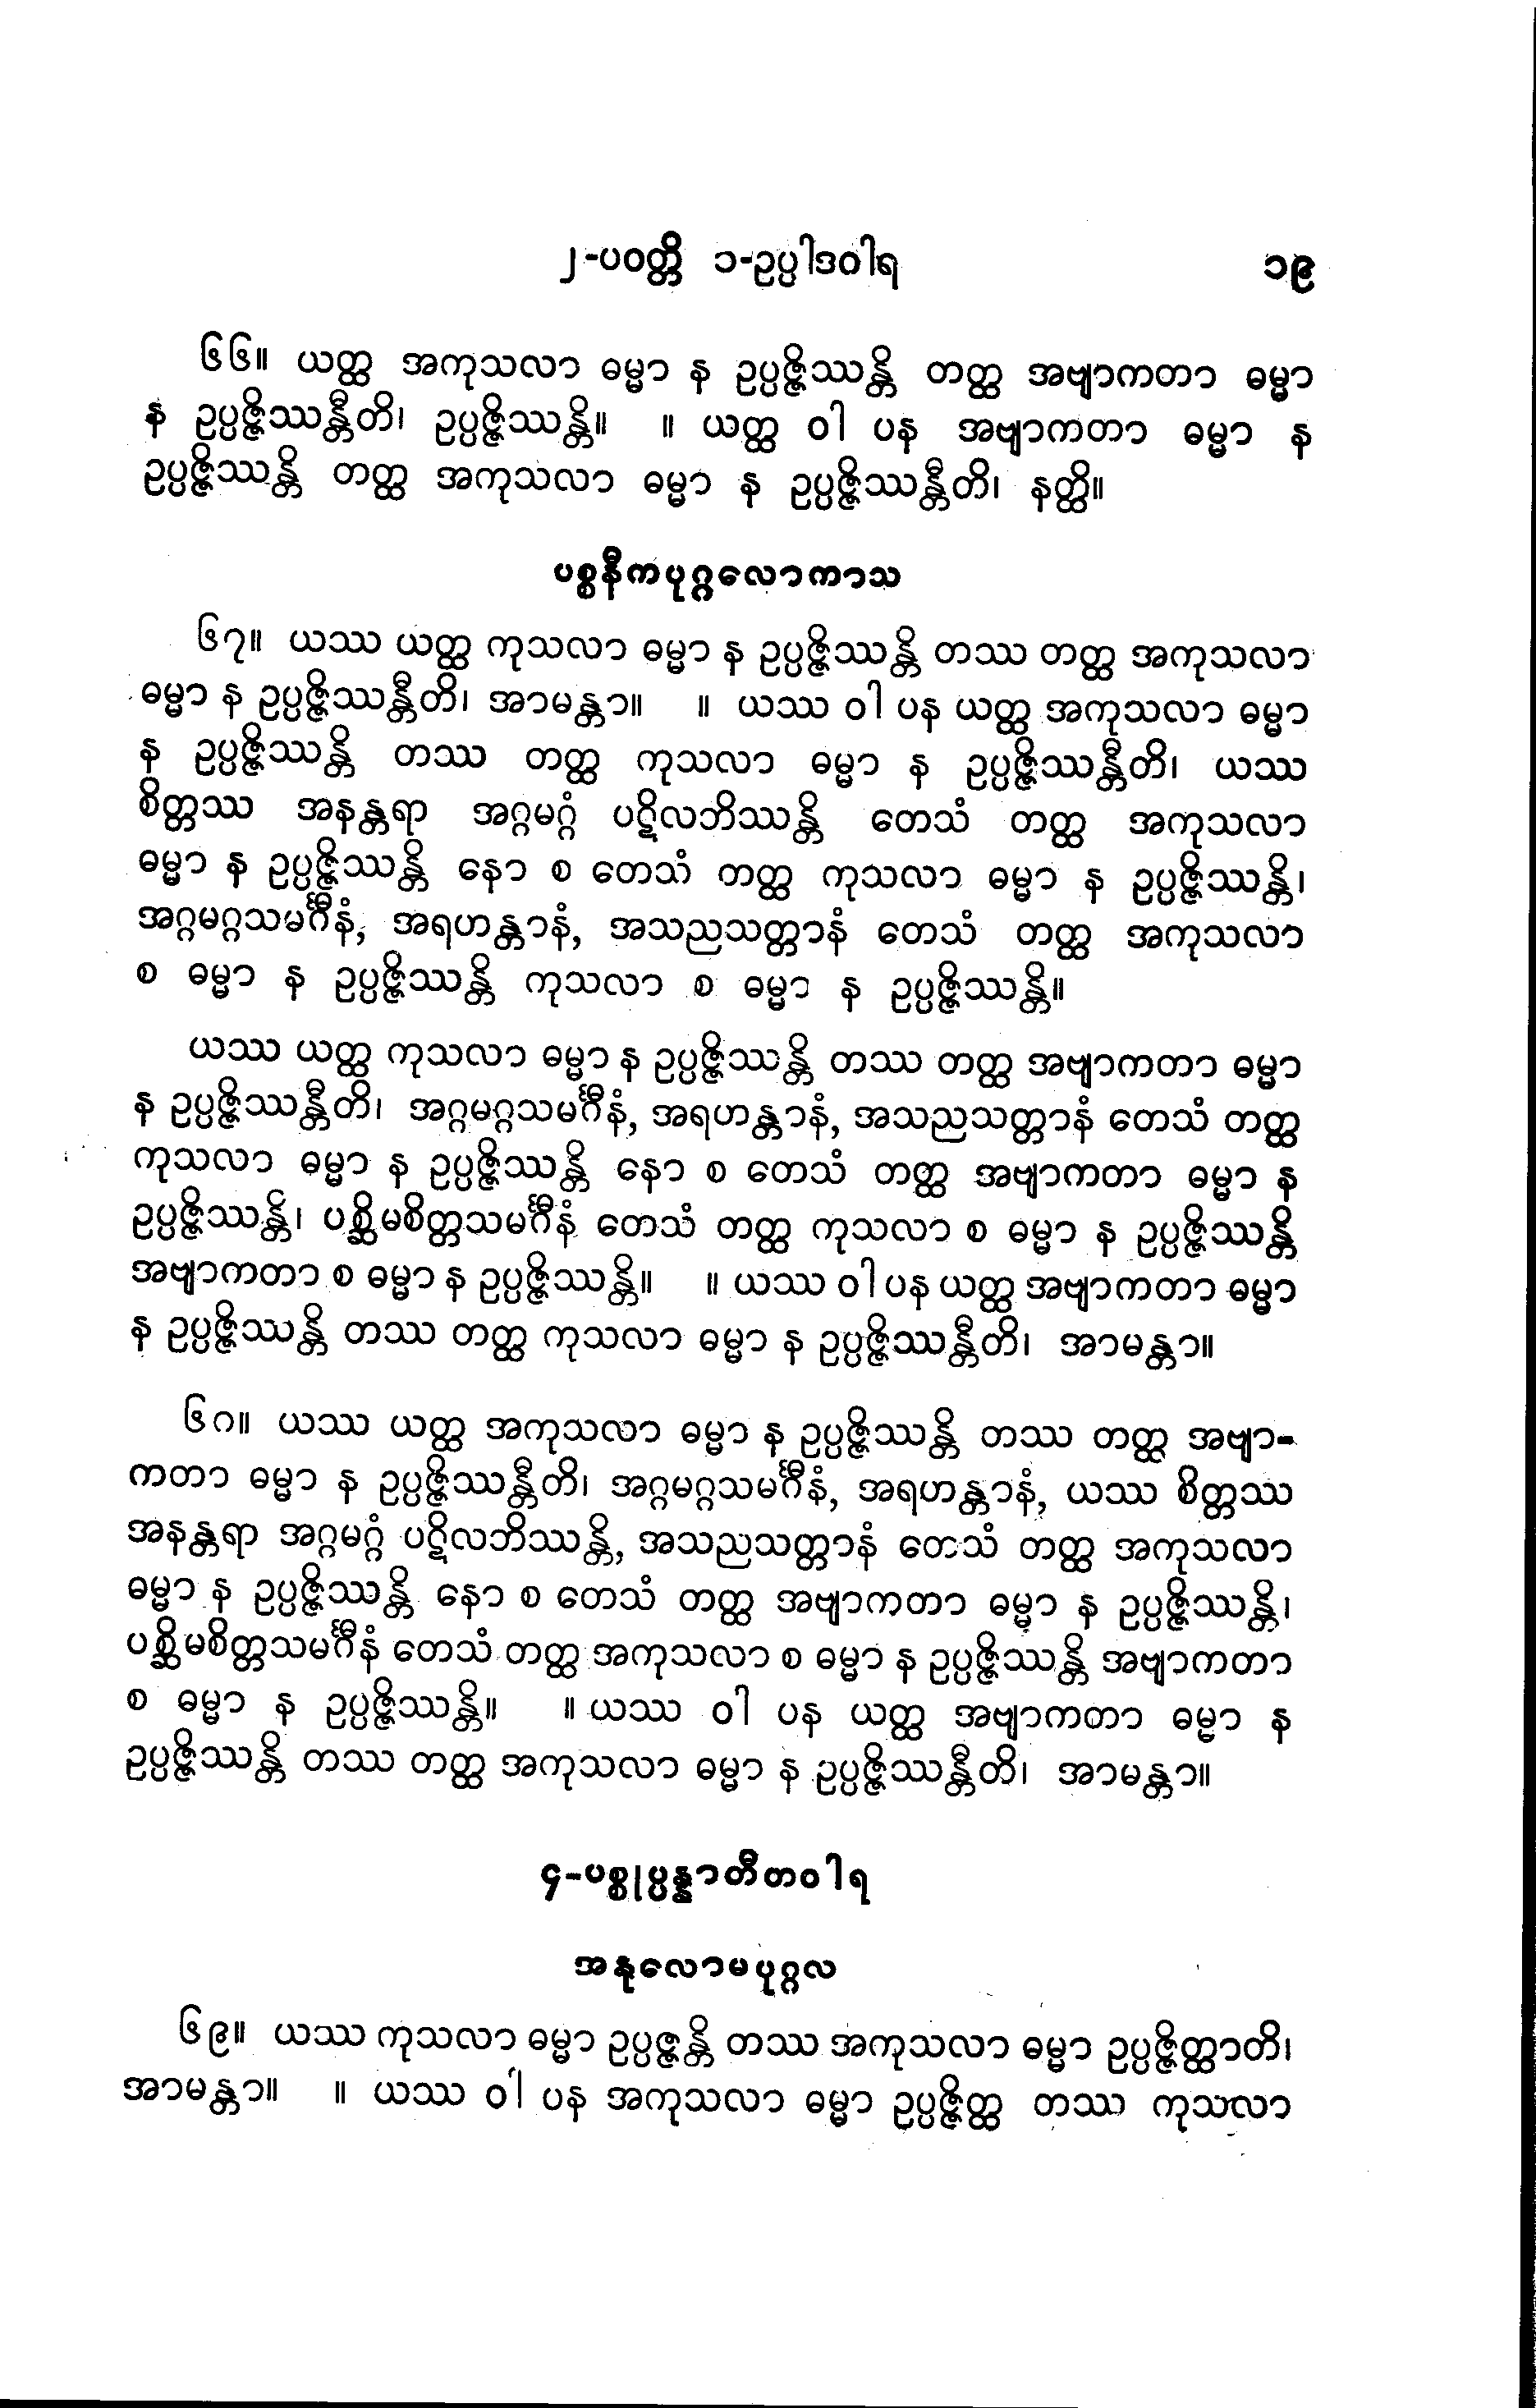 ၂-ပဝတ္တိ ၁-ဥပ္ပါဒဝါရ ၁၉
၆၆။ ယတ္ထ အကုသလာ ဓမ္မာ န ဥပ္ပဇ္ဇိဿန္တိ တတ္ထ အဗျာကတာ ဓမ္မာ
န ဥပ္ပဇ္ဇိဿန္တီတိ၊ ဥပ္ပဇ္ဇိဿန္တိ။ ။ ယတ္ထ ဝါ ပန အဗျာကတာ ဓမ္မာ န
ဥပ္ပဇ္ဇိဿန္တိ တတ္ထ အကုသလာ ဓမ္မာ န ဥပ္ပဇ္ဇိဿန္တီတိ၊ နတ္ထိ။
ပစ္စနီကပုဂ္ဂလောကာသ
၆၇။ ယဿ ယတ္ထ ကုသလာ ဓမ္မာ န ဥပ္ပဇ္ဇိဿန္တိ တဿ တတ္ထ အကုသလာ
ဓမ္မာ န ဥပ္ပဇ္ဇိဿန္တီတိ၊ အာမန္တာ။ ။ ယဿ ဝါ ပန ယတ္ထ အကုသလာ ဓမ္မာ
န ဥပ္ပဇ္ဇိဿန္တိ တဿ တတ္ထ ကုသလာ ဓမ္မာ န ဥပ္ပဇ္ဇိဿန္တီတိ၊ ယဿ
စိတ္တဿ အနန္တရာ အဂ္ဂမဂ္ဂံ ပဋိလဘိဿန္တိ တေသံ တတ္ထ အကုသလာ
ဓမ္မာ န ဥပ္ပဇ္ဇိဿန္တိ နော စ တေသံ တတ္ထ ကုသလာ ဓမ္မာ န ဥပ္ပဇ္ဇိဿန္တိ၊
အဂ္ဂမဂ္ဂသမင်္ဂီနံ, အရဟန္တာနံ, အသညသတ္တာနံ တေသံ တတ္ထ အကုသလာ
စ ဓမ္မာ န ဥပ္ပဇ္ဇိဿန္တိ ကုသလာ စ ဓမ္မာ န ဥပ္ပဇ္ဇိဿန္တိ။
ယဿ ယတ္ထ ကုသလာ ဓမ္မာ န ဥပ္ပဇ္ဇိဿန္တိ တဿ တတ္ထ အဗျာကတာ ဓမ္မာ
န ဥပ္ပဇ္ဇိဿန္တီတိ၊ အဂ္ဂမဂ္ဂသမင်္ဂီနံ, အရဟန္တာနံ, အသညသတ္တာနံ တေသံ တတ္ထ
ကုသလာ ဓမ္မာ န ဥပ္ပဇ္ဇိဿန္တိ နော စ တေသံ တတ္ထ အဗျာကတာ ဓမ္မာ န
ဥပ္ပဇ္ဇိဿန္တိ၊ ပစ္ဆိမစိတ္တသမင်္ဂီနံ တေသံ တတ္ထ ကုသလာ စ ဓမ္မာ န ဥပ္ပဇ္ဇိဿန္တိ
အဗျာကတာ စ ဓမ္မာ န ဥပ္ပဇ္ဇိဿန္တိ။ ။ ယဿ ဝါ ပန ယတ္ထ အဗျာကတာ ဓမ္မာ
န ဥပ္ပဇ္ဇိဿန္တိ တဿ တတ္ထ ကုသလာ ဓမ္မာ န ဥပ္ပဇ္ဇိဿန္တီတိ၊ အာမန္တာ။
၆၈။ ယဿ ယတ္ထ အကုသလာ ဓမ္မာ န ဥပ္ပဇ္ဇိဿန္တိ တဿ တတ္ထ အဗျာ-
ကတာ ဓမ္မာ န ဥပ္ပဇ္ဇိဿန္တီတိ၊ အဂ္ဂမဂ္ဂသမင်္ဂီနံ, အရဟန္တာနံ, ယဿ စိတ္တဿ
အနန္တရာ အဂ္ဂမဂ္ဂံ ပဋိလဘိဿန္တိ, အသညသတ္တာနံ တေသံ တတ္ထ အကုသလာ
ဓမ္မာ န ဥပ္ပဇ္ဇိဿန္တိ နော စ တေသံ တတ္ထ အဗျာကတာ ဓမ္မာ န ဥပ္ပဇ္ဇိဿန္တိ၊
ပစ္ဆိမစိတ္တသမင်္ဂီနံ တေသံ တတ္ထ အကုသလာ စ ဓမ္မာ န ဥပ္ပဇ္ဇိဿန္တိ အဗျာကတာ
စ ဓမ္မာ န ဥပ္ပဇ္ဇိဿန္တိ။ ။ ယဿ ဝါ ပန ယတ္ထ အဗျာကတာ ဓမ္မာ န
ဥပ္ပဇ္ဇိဿန္တိ တဿ တတ္ထ အကုသလာ ဓမ္မာ န ဥပ္ပဇ္ဇိဿန္တီတိ၊ အာမန္တာ။
၄-ပစ္စုပ္ပန္နာတီတဝါရ
အနုလောမပုဂ္ဂလ
၆၉။ ယဿ ကုသလာ ဓမ္မာ ဥပ္ပဇ္ဇန္တိ တဿ အကုသလာ ဓမ္မာ ဥပ္ပဇ္ဇိတ္ထာတိ၊
အာမန္တာ။ ။ ယဿ ဝါ ပန အကုသလာ ဓမ္မာ ဥပ္ပဇ္ဇိတ္ထ တဿ ကုသလာ